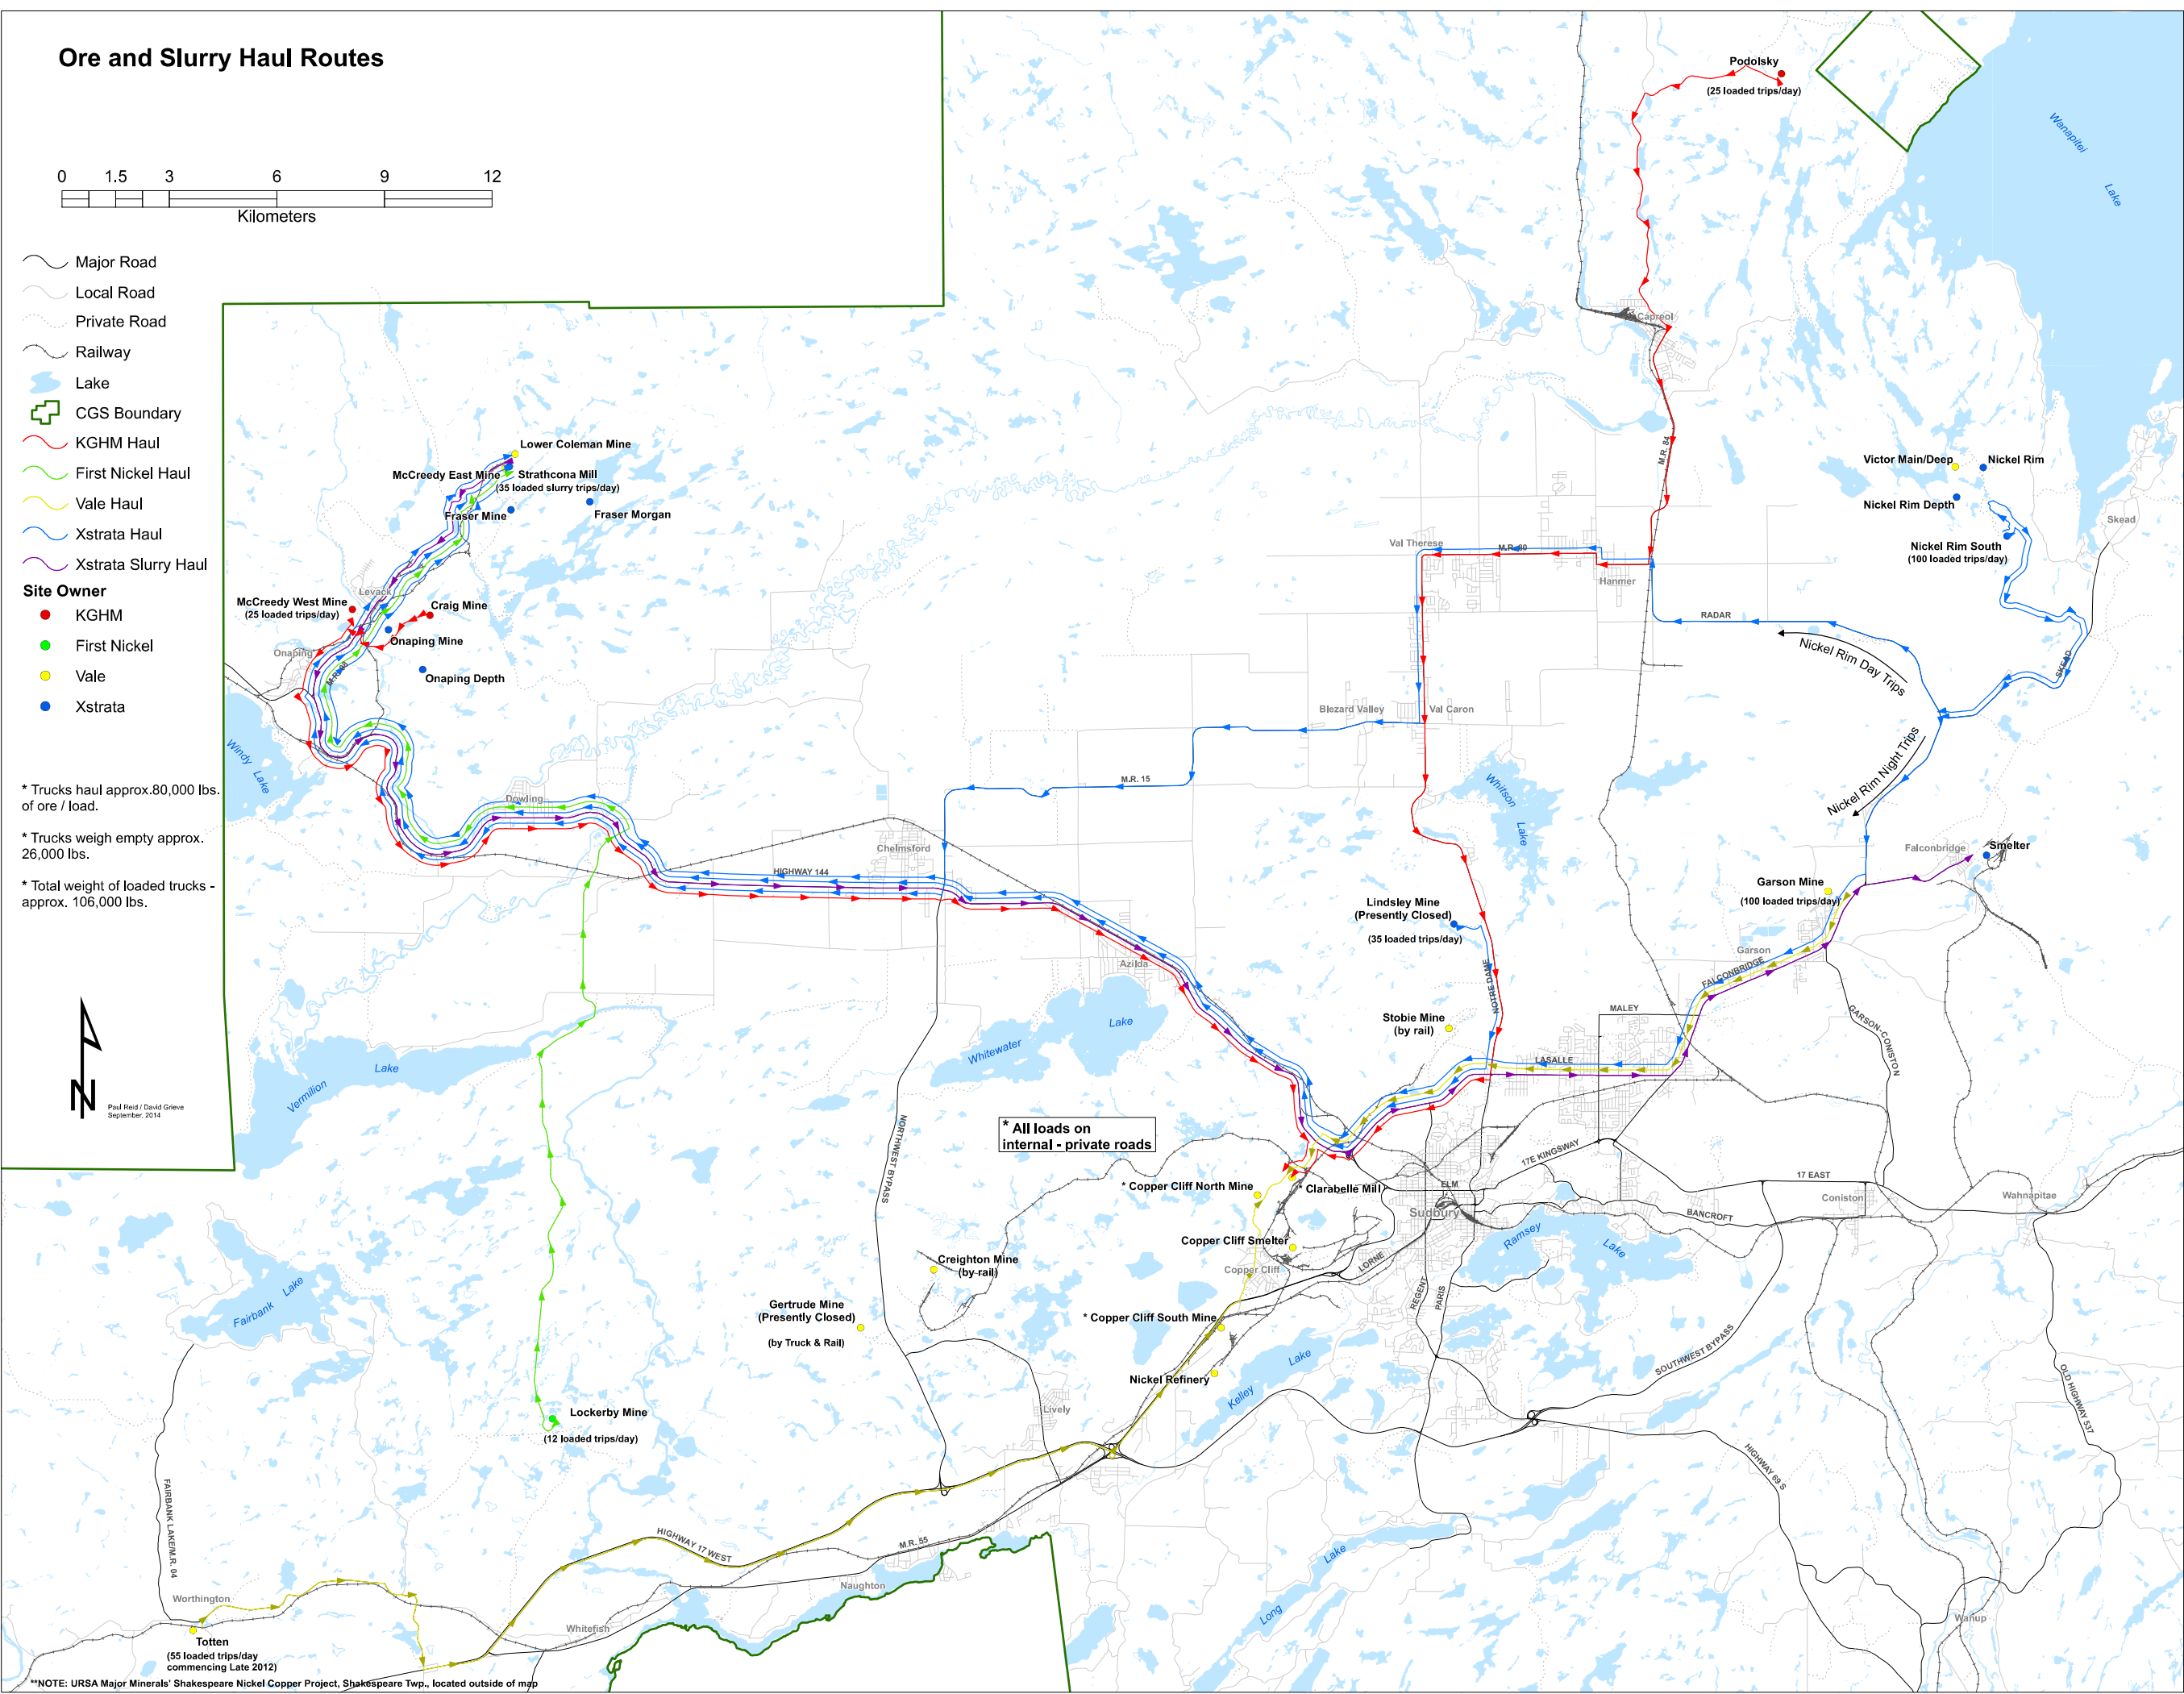 Ore and Slurry Haul Routes
0 1.5 3 6 9 12
Kilometers
Major Road
Local Road
Private Road
Railway
Lake
CGS Boundary
KGHM Haul
First Nickel Haul
Vale Haul
Xstrata Haul
Xstrata Slurry Haul
Site Owner
KGHM
First Nickel
Vale
Xstrata
* Trucks haul approx.80,000 lbs.
of ore / load.
* Trucks weigh empty approx.
26,000 lbs.
* Total weight of loaded trucks -
approx. 106,000 lbs.
N
Paul Reid / David Grieve
September, 2014
Podolsky
(25 loaded trips/day)
Wanapitei
Lake
Capreol
M.R. 84
Lower Coleman Mine
McCreedy East Mine
Strathcona Mill
(35 loaded slurry trips/day)
Fraser Mine
Fraser Morgan
Levack
McCreedy West Mine
(25 loaded trips/day)
Craig Mine
Onaping Mine
Onaping
Onaping Depth
M.R. 08
Windy Lake
Dowling
Victor Main/Deep
Nickel Rim
Nickel Rim Depth
Skead
Nickel Rim South
(100 loaded trips/day)
Val Therese
M.R. 80
Hanmer
RADAR
SKEAD
Nickel Rim Day Trips
Nickel Rim Night Trips
Blezard Valley
Val Caron
M.R. 15
Whitson
Lake
Chelmsford
HIGHWAY 144
Falconbridge
Smelter
Garson Mine
(100 loaded trips/day)
Garson
FALCONBRIDGE
Lindsley Mine
(Presently Closed)
(35 loaded trips/day)
NOTRE DAME
Azilda
Whitewater
Lake
Stobie Mine
(by rail)
MALEY
LASALLE
GARSON-CONISTON
Vermilion
Lake
* All loads on
internal - private roads
NORTHWEST BYPASS
17E KINGSWAY
17 EAST
* Copper Cliff North Mine
* Clarabelle Mill
ELM
Sudbury
Coniston
Wahnapitae
BANCROFT
Ramsey
Lake
Copper Cliff Smelter
Copper Cliff
LORNE
Creighton Mine
(by rail)
Fairbank Lake
Gertrude Mine
(Presently Closed)
(by Truck & Rail)
* Copper Cliff South Mine
REGENT
PARIS
Nickel Refinery
Kelley
Lake
SOUTHWEST BYPASS
OLD HIGHWAY 537
Lockerby Mine
(12 loaded trips/day)
Lively
HIGHWAY 69 S
FAIRBANK LAKE/M.R. 04
HIGHWAY 17 WEST
M.R. 55
Naughton
Long
Lake
Worthington
Whitefish
Wanup
Totten
(55 loaded trips/day
commencing Late 2012)
**NOTE: URSA Major Minerals' Shakespeare Nickel Copper Project, Shakespeare Twp., located outside of map